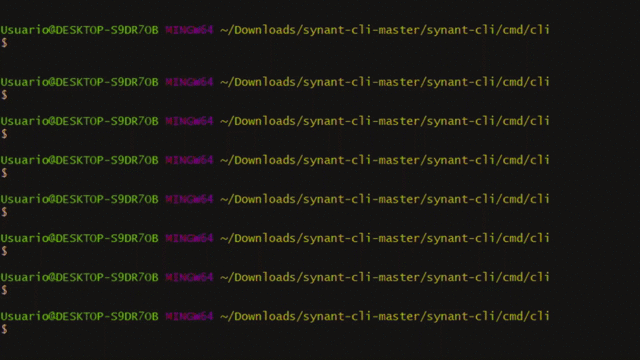 Usuario@DESKTOP-S9DR7OB MINGW64 ~/Downloads/synant-cli-master/synant-cli/cmd/cli
$
Usuario@DESKTOP-S9DR7OB MINGW64 ~/Downloads/synant-cli-master/synant-cli/cmd/cli
$
Usuario@DESKTOP-S9DR7OB MINGW64 ~/Downloads/synant-cli-master/synant-cli/cmd/cli
$
Usuario@DESKTOP-S9DR7OB MINGW64 ~/Downloads/synant-cli-master/synant-cli/cmd/cli
$
Usuario@DESKTOP-S9DR7OB MINGW64 ~/Downloads/synant-cli-master/synant-cli/cmd/cli
$
Usuario@DESKTOP-S9DR7OB MINGW64 ~/Downloads/synant-cli-master/synant-cli/cmd/cli
$
Usuario@DESKTOP-S9DR7OB MINGW64 ~/Downloads/synant-cli-master/synant-cli/cmd/cli
$
Usuario@DESKTOP-S9DR7OB MINGW64 ~/Downloads/synant-cli-master/synant-cli/cmd/cli
$